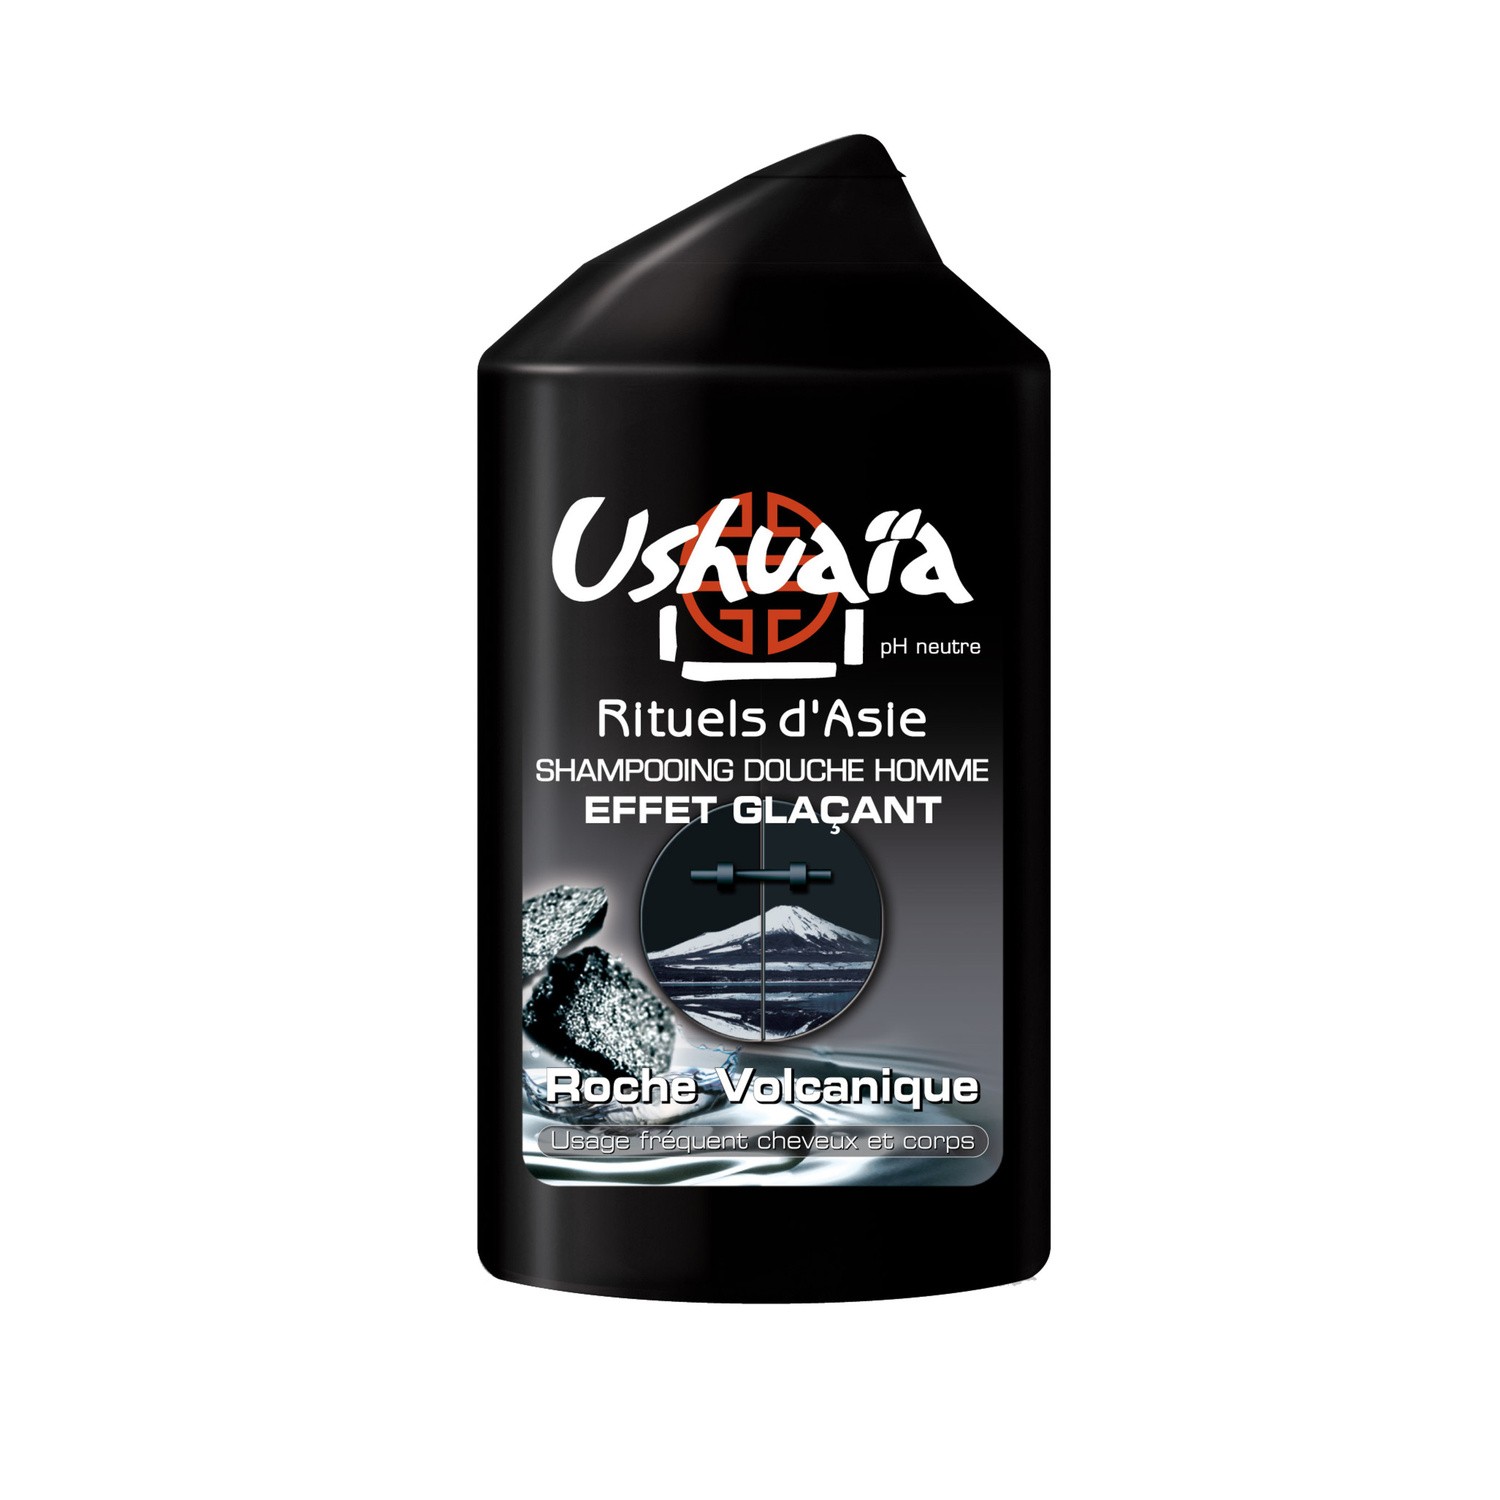 Ushuaïa
pH neutre
Rituels d'Asie
SHAMPOOING DOUCHE HOMME
EFFET GLAÇANT
Roche Volcanique
Usage fréquent cheveux et corps